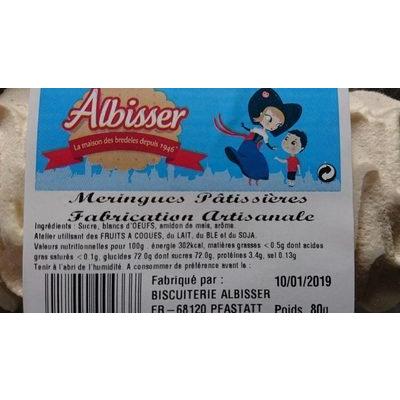 Albisser
La maison des bredeles depuis 1946
Meringues Pâtissières
Fabrication Artisanale
Ingrédients : Sucre, blancs d'OEUFS, amidon de maïs, arôme.
Atelier utilisant des FRUITS A COQUES, du LAIT, du BLE et du SOJA.
Valeurs nutritionnelles pour 100g : énergie 302kcal, matières grasses < 0.5g dont acides
gras saturés < 0.1g, glucides 72.0g dont sucres 72.0g, protéines 3.4g, sel 0.13g
Tenir à l'abri de l'humidité. A consommer de préférence avant le :
Fabriqué par : 10/01/2019
BISCUITERIE ALBISSER
FR-68120 PFASTATT Poids 80g